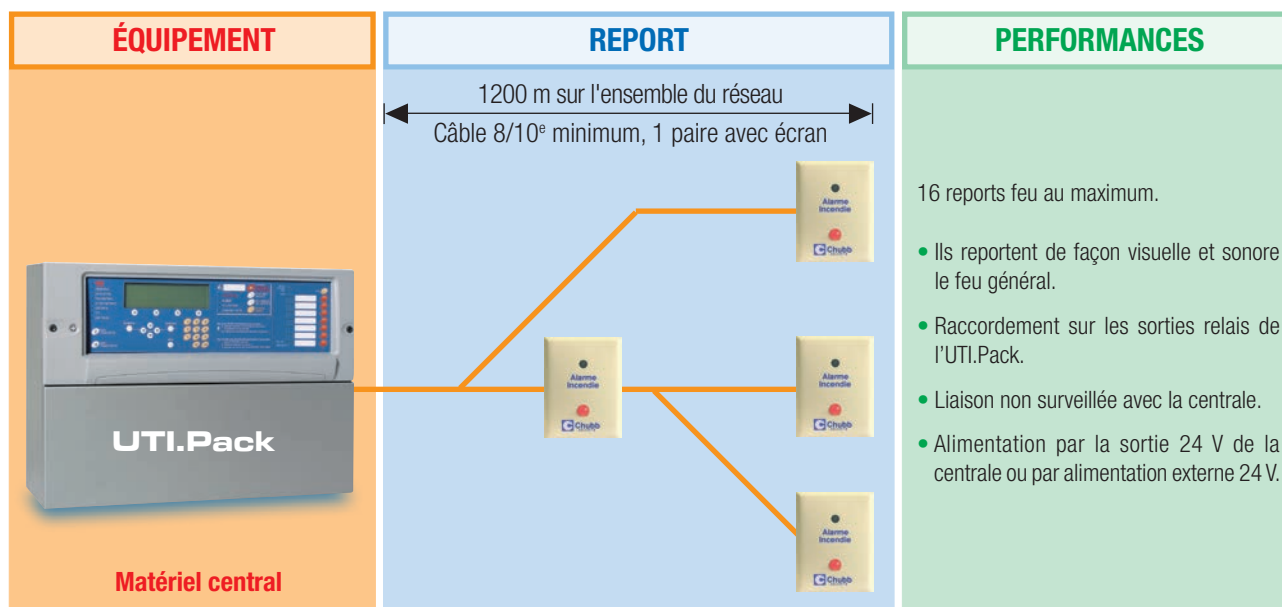 ÉQUIPEMENT
REPORT
PERFORMANCES
1200 m sur l'ensemble du réseau
Câble 8/10e minimum, 1 paire avec écran
UTI.Pack
Matériel central
Alarme
Incendie
Chubb
Alarme
Incendie
Chubb
Alarme
Incendie
Chubb
Alarme
Incendie
Chubb
16 reports feu au maximum.
• Ils reportent de façon visuelle et sonore
le feu général.
• Raccordement sur les sorties relais de
l'UTI.Pack.
• Liaison non surveillée avec la centrale.
• Alimentation par la sortie 24 V de la
centrale ou par alimentation externe 24 V.